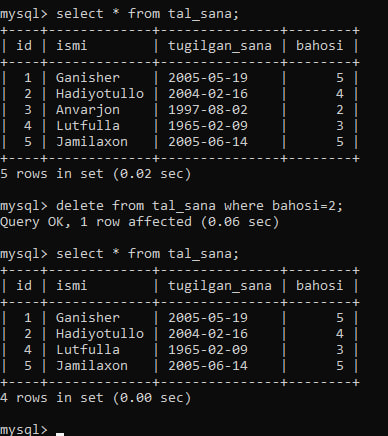 mysql> select * from tal_sana;
+----+-------------+---------------+--------+
| id | ismi        | tugilgan_sana | bahosi |
+----+-------------+---------------+--------+
|  1 | Ganisher    | 2005-05-19    |      5 |
|  2 | Hadiyotullo | 2004-02-16    |      4 |
|  3 | Anvarjon    | 1997-08-02    |      2 |
|  4 | Lutfulla    | 1965-02-09    |      3 |
|  5 | Jamilaxon   | 2005-06-14    |      5 |
+----+-------------+---------------+--------+
5 rows in set (0.02 sec)

mysql> delete from tal_sana where bahosi=2;
Query OK, 1 row affected (0.06 sec)

mysql> select * from tal_sana;
+----+-------------+---------------+--------+
| id | ismi        | tugilgan_sana | bahosi |
+----+-------------+---------------+--------+
|  1 | Ganisher    | 2005-05-19    |      5 |
|  2 | Hadiyotullo | 2004-02-16    |      4 |
|  4 | Lutfulla    | 1965-02-09    |      3 |
|  5 | Jamilaxon   | 2005-06-14    |      5 |
+----+-------------+---------------+--------+
4 rows in set (0.00 sec)

mysql>